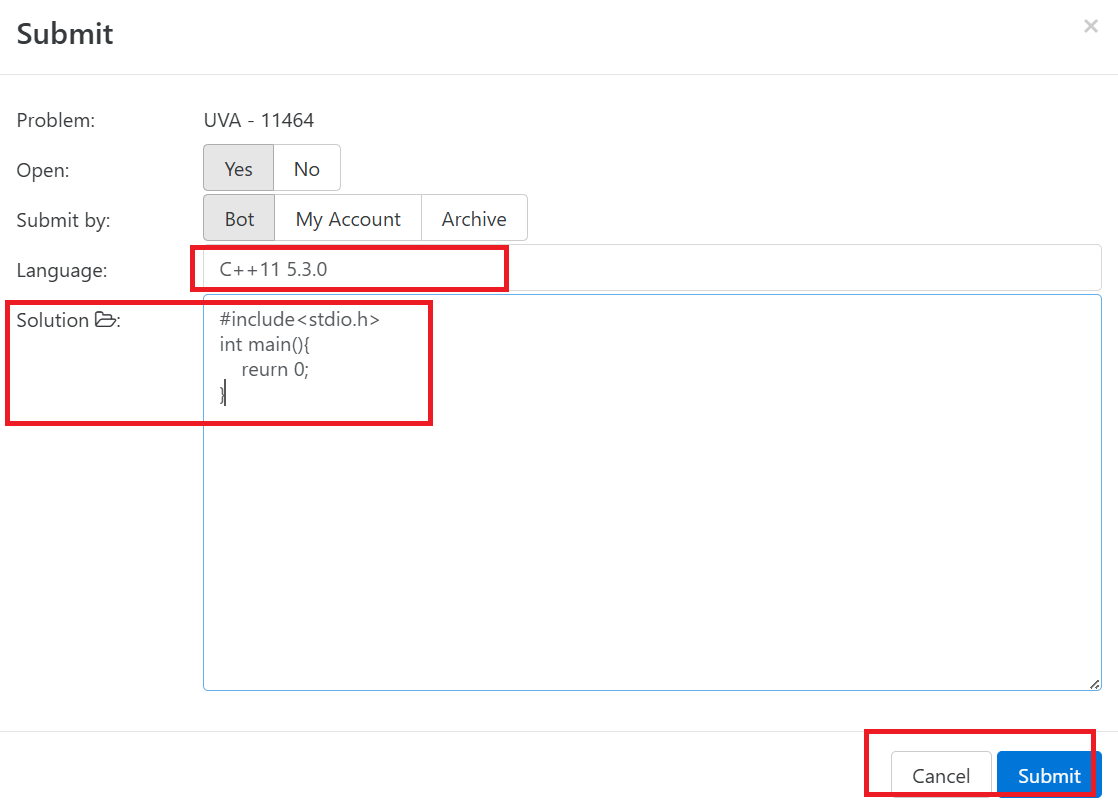 Submit ×
Problem: UVA - 11464
Open: Yes No
Submit by: Bot My Account Archive
Language: C++11 5.3.0
Solution : #include<stdio.h>
int main(){
reurn 0;
}
Cancel Submit